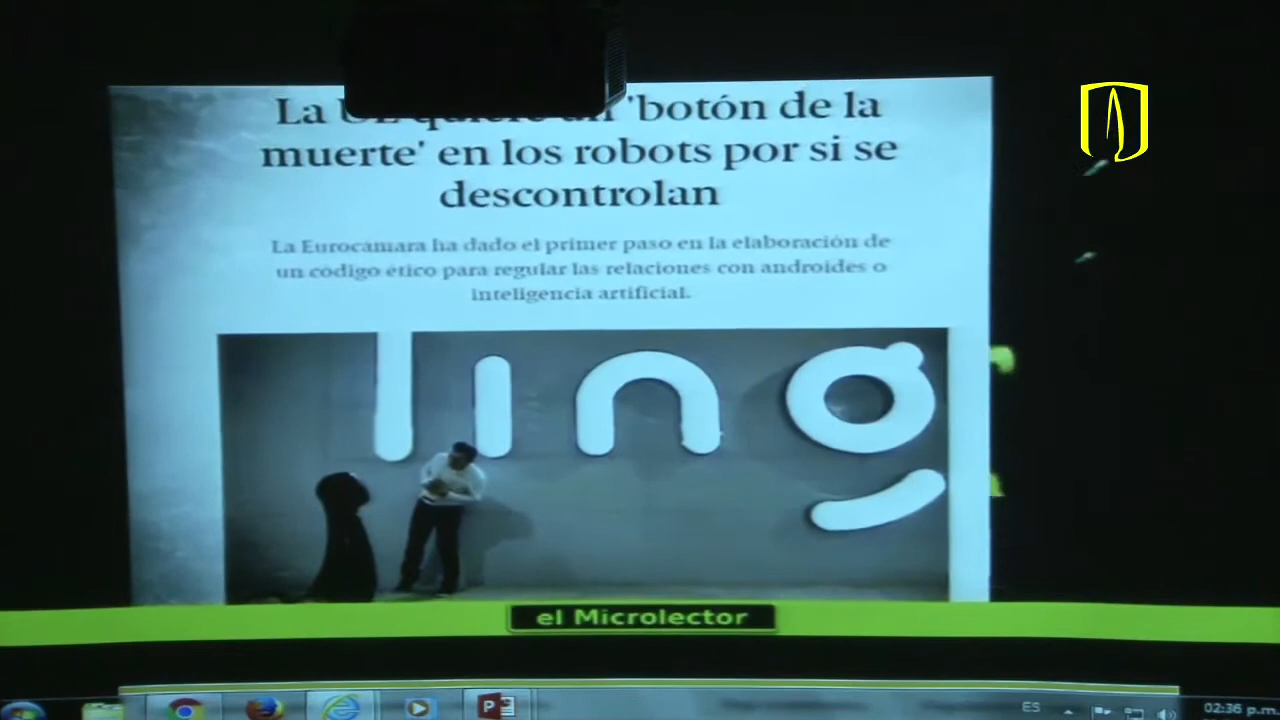 La UE quiere un 'botón de la
muerte' en los robots por si se
descontrolan
La Eurocámara ha dado el primer paso en la elaboración de
un código ético para regular las relaciones con androides o
inteligencia artificial.
ling
el Microlector
ES
02:36 p.m.